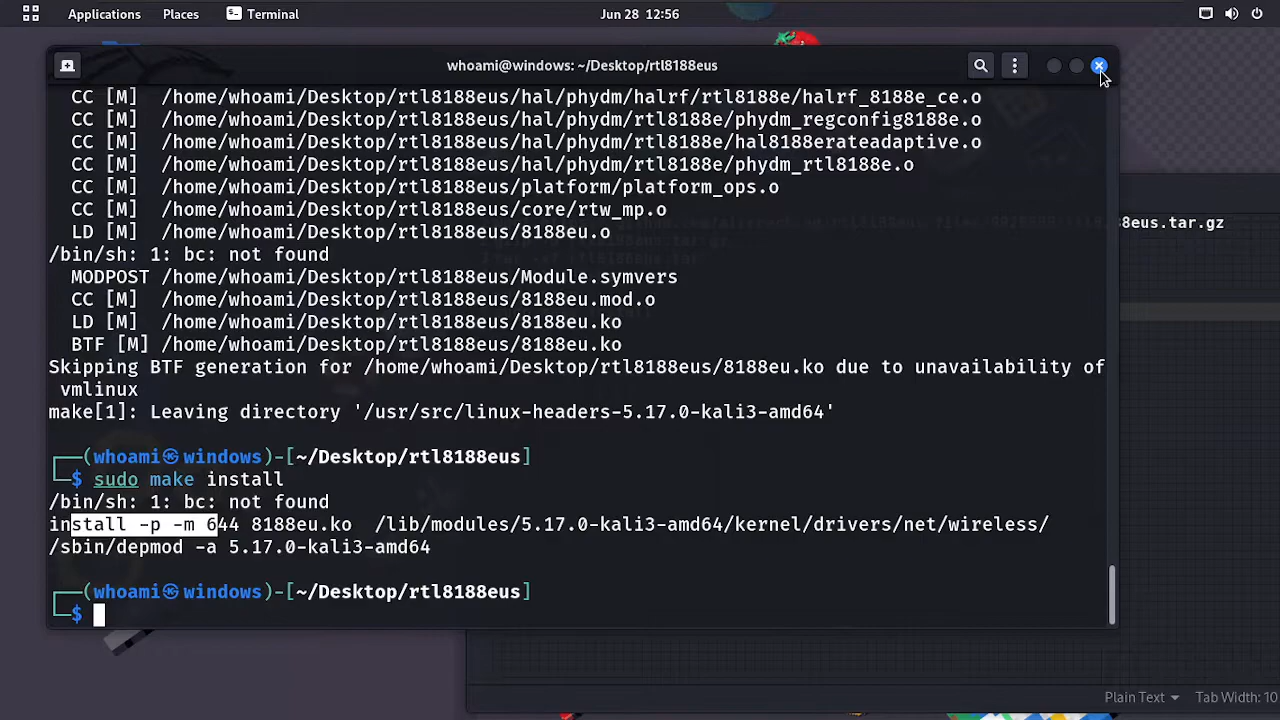 Applications Places Terminal Jun 28 12:56
whoami@windows: ~/Desktop/rtl8188eus
CC [M] /home/whoami/Desktop/rtl8188eus/hal/phydm/halrf/rtl8188e/halrf_8188e_ce.o
CC [M] /home/whoami/Desktop/rtl8188eus/hal/phydm/rtl8188e/phydm_regconfig8188e.o
CC [M] /home/whoami/Desktop/rtl8188eus/hal/phydm/rtl8188e/hal8188erateadaptive.o
CC [M] /home/whoami/Desktop/rtl8188eus/hal/phydm/rtl8188e/phydm_rtl8188e.o
CC [M] /home/whoami/Desktop/rtl8188eus/platform/platform_ops.o
CC [M] /home/whoami/Desktop/rtl8188eus/core/rtw_mp.o
88eus.tar.gz
LD [M] /home/whoami/Desktop/rtl8188eus/8188eu.o
/bin/sh: 1: bc: not found
MODPOST /home/whoami/Desktop/rtl8188eus/Module.symvers
CC [M] /home/whoami/Desktop/rtl8188eus/8188eu.mod.o
LD [M] /home/whoami/Desktop/rtl8188eus/8188eu.ko
BTF [M] /home/whoami/Desktop/rtl8188eus/8188eu.ko
Skipping BTF generation for /home/whoami/Desktop/rtl8188eus/8188eu.ko due to unavailability of
vmlinux
make[1]: Leaving directory '/usr/src/linux-headers-5.17.0-kali3-amd64'
┌──(whoami㉿windows)-[~/Desktop/rtl8188eus]
└─$ sudo make install
/bin/sh: 1: bc: not found
install -p -m 644 8188eu.ko /lib/modules/5.17.0-kali3-amd64/kernel/drivers/net/wireless/
/sbin/depmod -a 5.17.0-kali3-amd64
┌──(whoami㉿windows)-[~/Desktop/rtl8188eus]
└─$
Plain Text Tab Width: 10